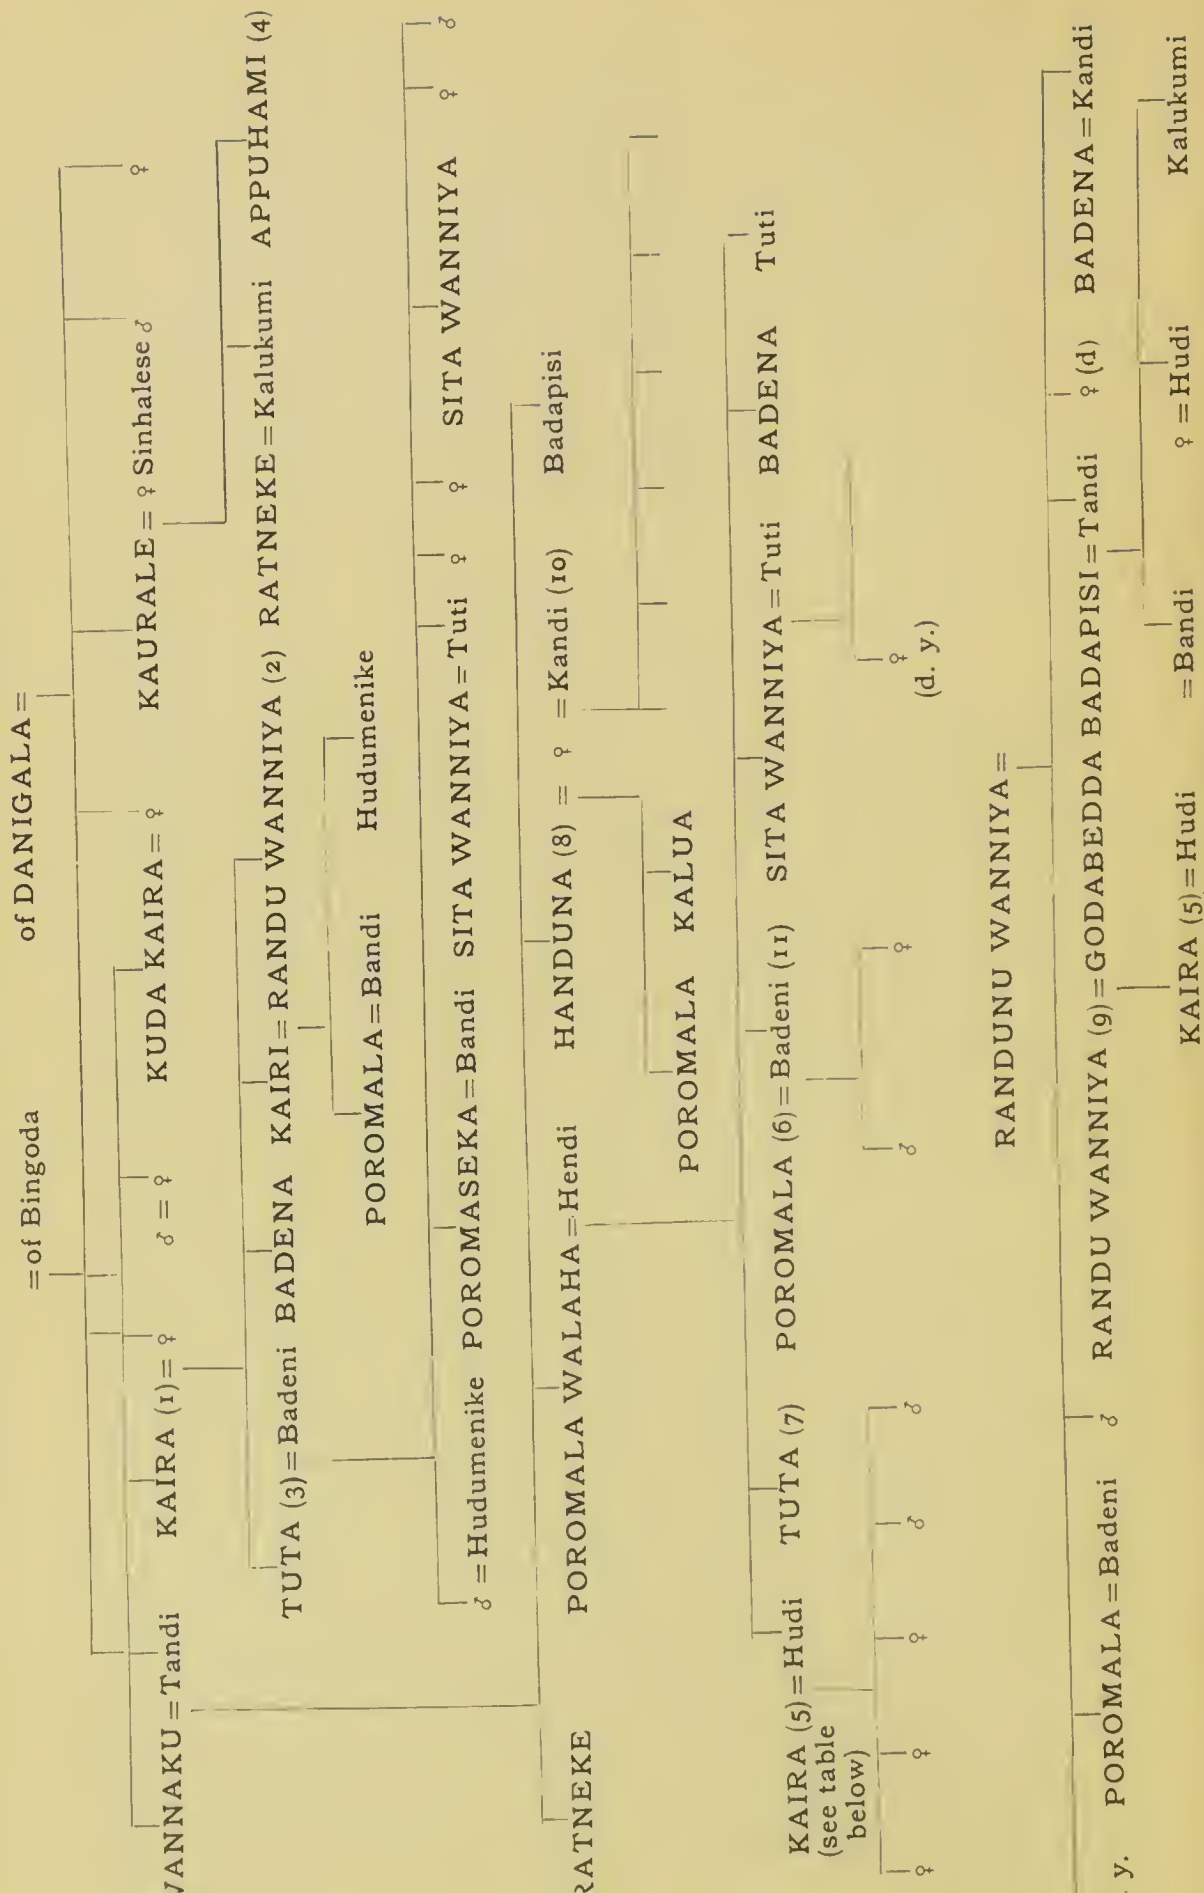 =of Bingoda of DANIGALA=
WANNAKU=Tandi KAIRA (1)=♀ ♂=♀ KUDA KAIRA=♀ KAURALE=♀ Sinhalese ♂ ♀
TUTA (3)=Badeni BADENA KAIRI=RANDU WANNIYA (2) RATNEKE=Kalukumi APPUHAMI (4)
POROMALA=Bandi Hudumenike
♂=Hudumenike POROMASEKA=Bandi SITA WANNIYA=Tuti ♀ ♀ SITA WANNIYA ♀ ♂
RATNEKE POROMALA WALAHA=Hendi HANDUNA (8) = ♀ =Kandi (10) Badapisi
POROMALA KALUA
KAIRA (5)=Hudi TUTA (7) POROMALA (6)=Badeni (11) SITA WANNIYA=Tuti BADENA Tuti
(see table
below)
♀ ♀ ♀ ♂ ♂ ♂ ♀ ♀
(d. y.)
RANDUNU WANNIYA=
y. POROMALA=Badeni ♂ RANDU WANNIYA (9)=GODABEDDA BADAPISI=Tandi ♀ (d) BADENA=Kandi
KAIRA (5)=Hudi =Bandi ♀=Hudi Kalukumi